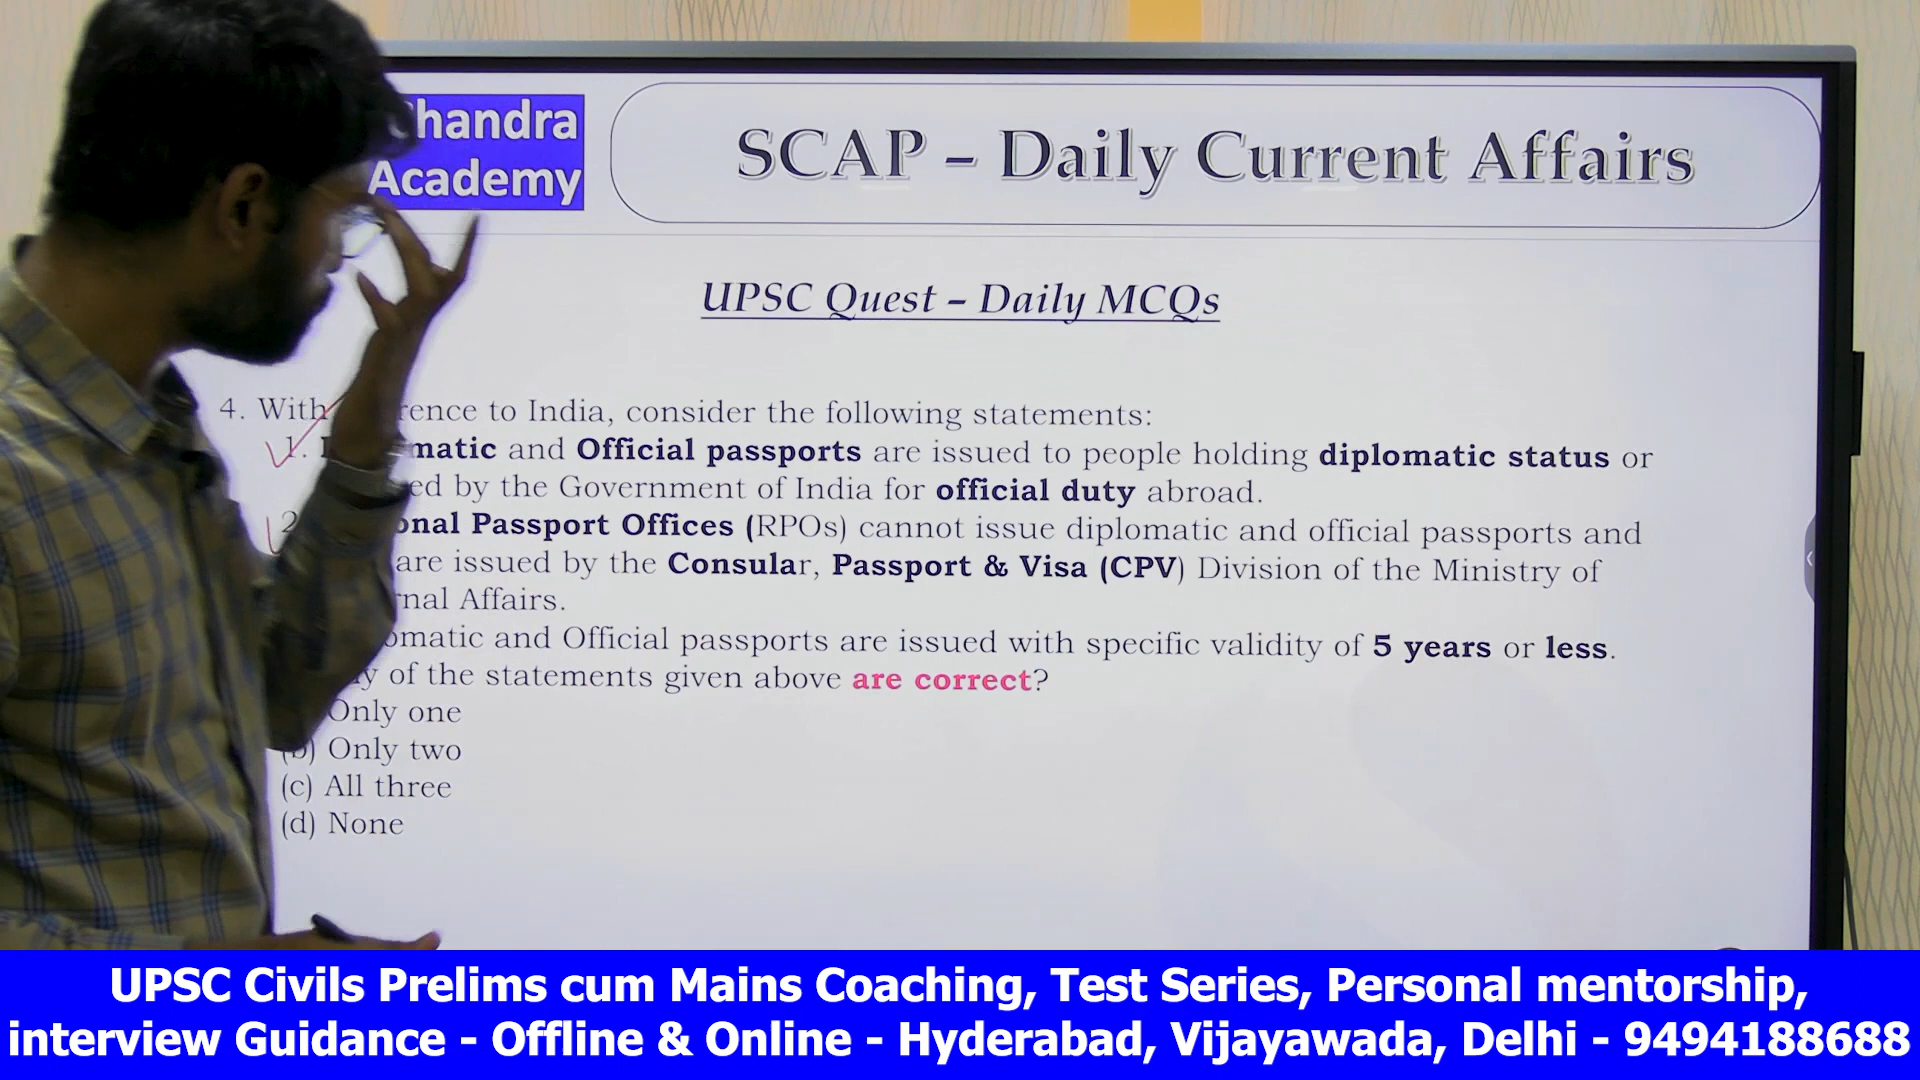 handra
Academy
SCAP – Daily Current Affairs
UPSC Quest – Daily MCQs
4. With rence to India, consider the following statements:
1. matic and Official passports are issued to people holding diplomatic status or
ed by the Government of India for official duty abroad.
2 onal Passport Offices (RPOs) cannot issue diplomatic and official passports and
are issued by the Consular, Passport & Visa (CPV) Division of the Ministry of
rnal Affairs.
omatic and Official passports are issued with specific validity of 5 years or less.
y of the statements given above are correct?
Only one
(b) Only two
(c) All three
(d) None
UPSC Civils Prelims cum Mains Coaching, Test Series, Personal mentorship,
interview Guidance - Offline & Online - Hyderabad, Vijayawada, Delhi - 9494188688